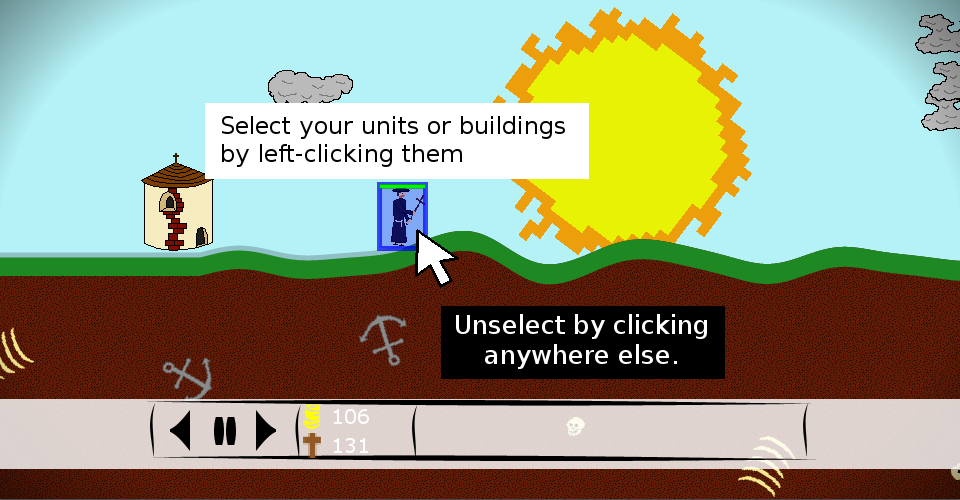 Select your units or buildings
by left-clicking them
Unselect by clicking
anywhere else.
106
131